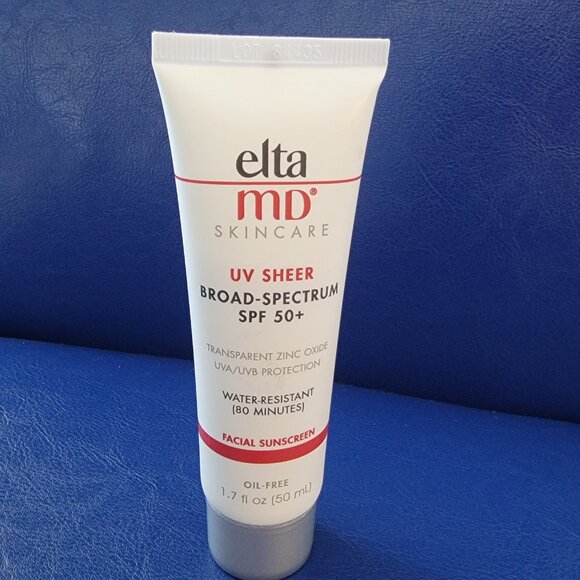 elta
MD®
SKINCARE
UV SHEER
BROAD-SPECTRUM
SPF 50+
TRANSPARENT ZINC OXIDE
UVA/UVB PROTECTION
WATER-RESISTANT
(80 MINUTES)
FACIAL SUNSCREEN
OIL-FREE
1.7 fl oz (50 mL)